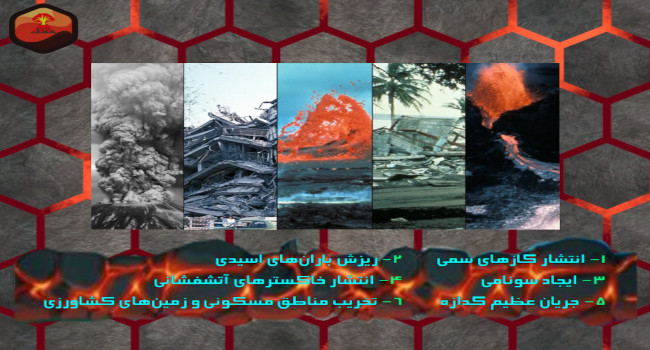 ۱- انتشار گازهای سمی ۲- ریزش باران‌های اسیدی
۳- ایجاد سونامی ۴- انتشار خاکسترهای آتشفشانی
۵- جریان عظیم گدازه ۶- تخریب مناطق مسکونی و زمین‌های کشاورزی